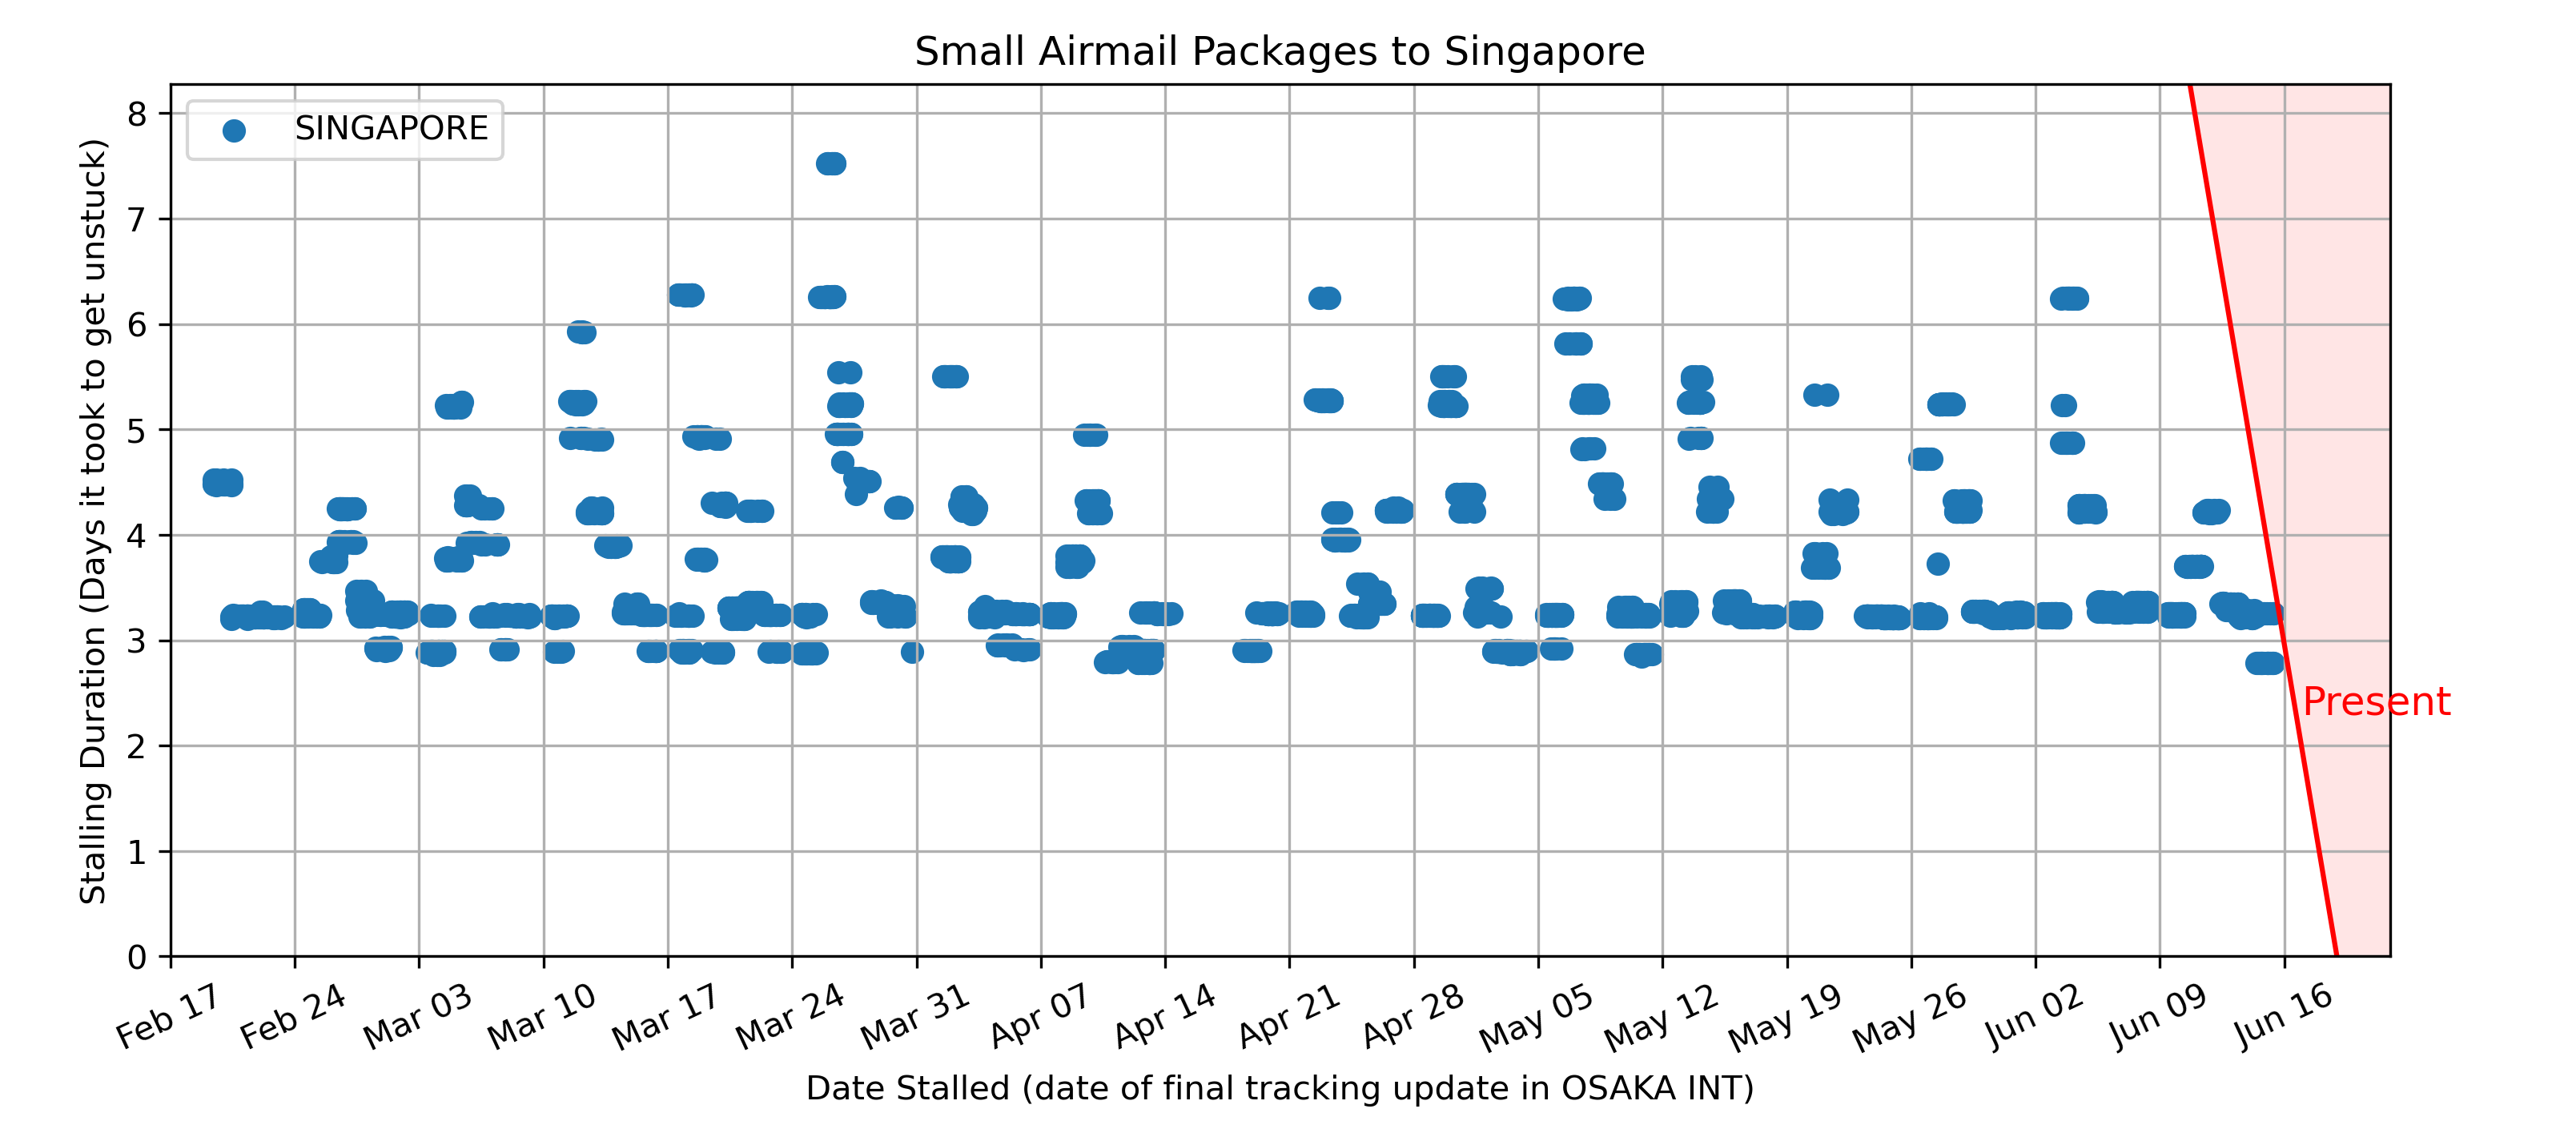 Small Airmail Packages to Singapore
SINGAPORE
Stalling Duration (Days it took to get unstuck)
8
7
6
5
4
3
2
1
0
Present
Feb 17
Feb 24
Mar 03
Mar 10
Mar 17
Mar 24
Mar 31
Apr 07
Apr 14
Apr 21
Apr 28
May 05
May 12
May 19
May 26
Jun 02
Jun 09
Jun 16
Date Stalled (date of final tracking update in OSAKA INT)